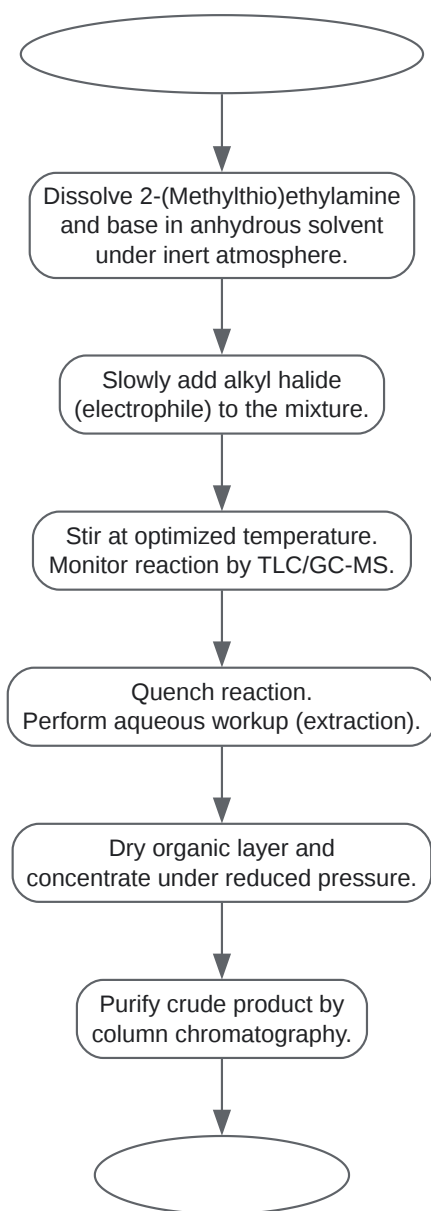 Dissolve 2-(Methylthio)ethylamine
and base in anhydrous solvent
under inert atmosphere.
Slowly add alkyl halide
(electrophile) to the mixture.
Stir at optimized temperature.
Monitor reaction by TLC/GC-MS.
Quench reaction.
Perform aqueous workup (extraction).
Dry organic layer and
concentrate under reduced pressure.
Purify crude product by
column chromatography.